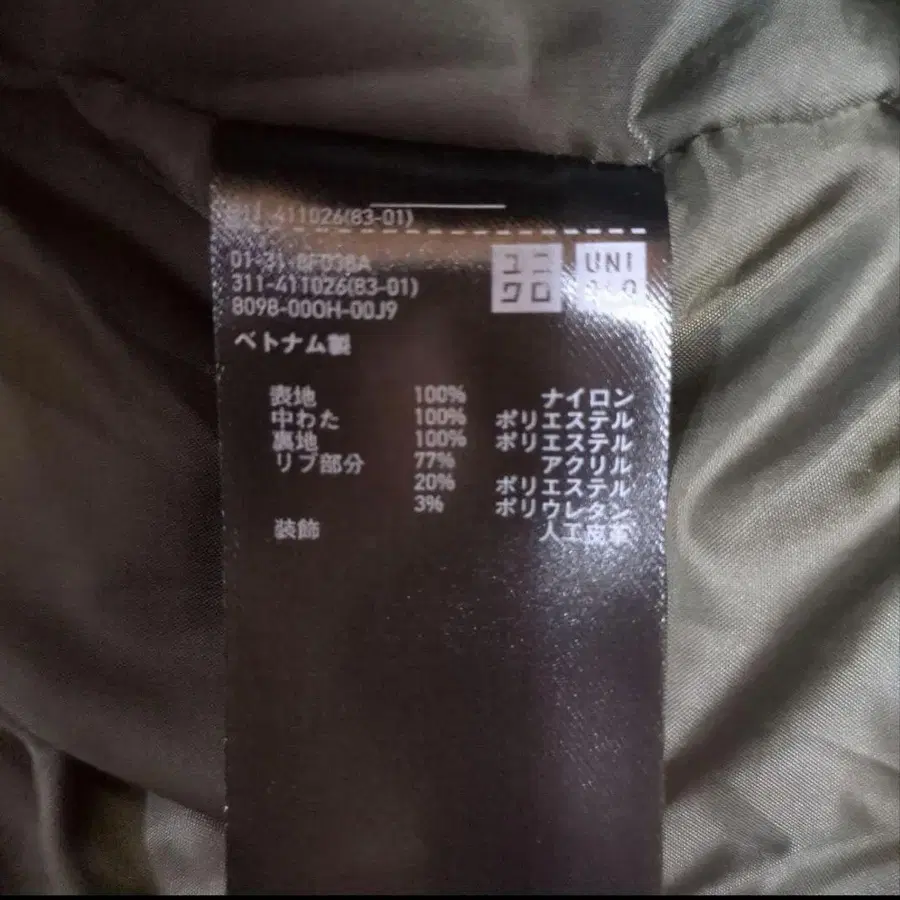 311-411026(83-01)
01-31-8F038A
311-411026(83-01)
8098-000H-00J9
ユニ
クロ
UNI
QLO
ベトナム製
表地 100% ナイロン
中わた 100% ポリエステル
裏地 100% ポリエステル
リブ部分 77% アクリル
20% ポリエステル
3% ポリウレタン
装飾 人工皮革